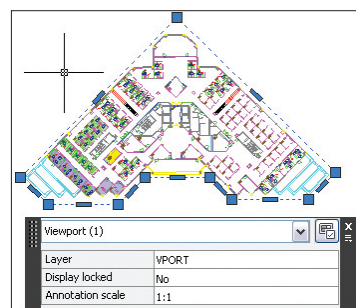 Viewport (1)
Layer VPORT
Display locked No
Annotation scale 1:1